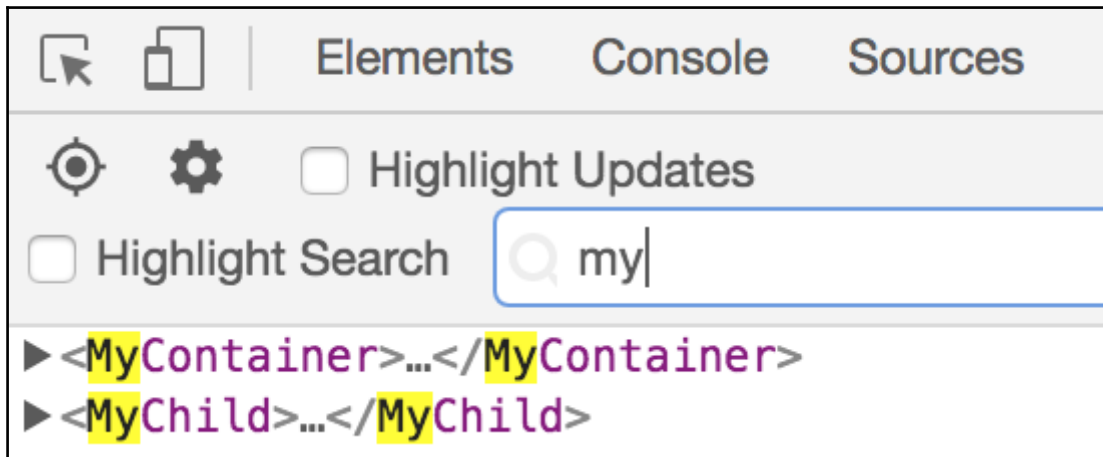 Elements Console Sources
Highlight Updates
Highlight Search my
<MyContainer>…</MyContainer>
<MyChild>…</MyChild>